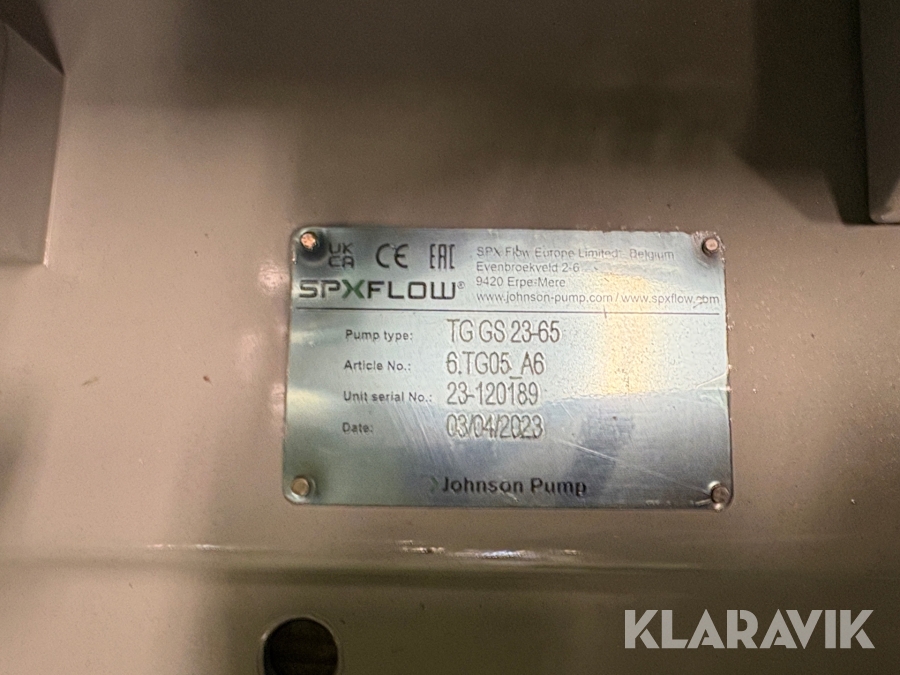 UK CA CE EAC
SPX Flow Europe Limited: Belgium
Evenbroekveld 2-6
9420 Erpe-Mere
www.johnson-pump.com / www.spxflow.com
SPXFLOW®
Pump type: TG GS 23-65
Article No.: 6.TG05_A6
Unit serial No.: 23-120189
Date: 03/04/2023
Johnson Pump
KLARAVIK